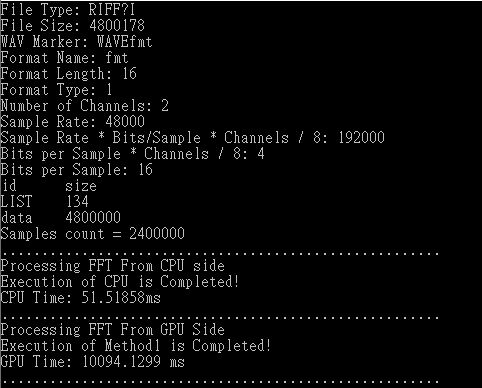 File Type: RIFF?I
File Size: 4800178
WAV Marker: WAVEfmt
Format Name: fmt
Format Length: 16
Format Type: 1
Number of Channels: 2
Sample Rate: 48000
Sample Rate * Bits/Sample * Channels / 8: 192000
Bits per Sample * Channels / 8: 4
Bits per Sample: 16
id      size
LIST    134
data    4800000
Samples count = 2400000
.......................................................
Processing FFT From CPU side
Execution of CPU is Completed!
CPU Time: 51.51858ms
.......................................................
Processing FFT From GPU Side
Execution of Method1 is Completed!
GPU Time: 10094.1299 ms
.......................................................